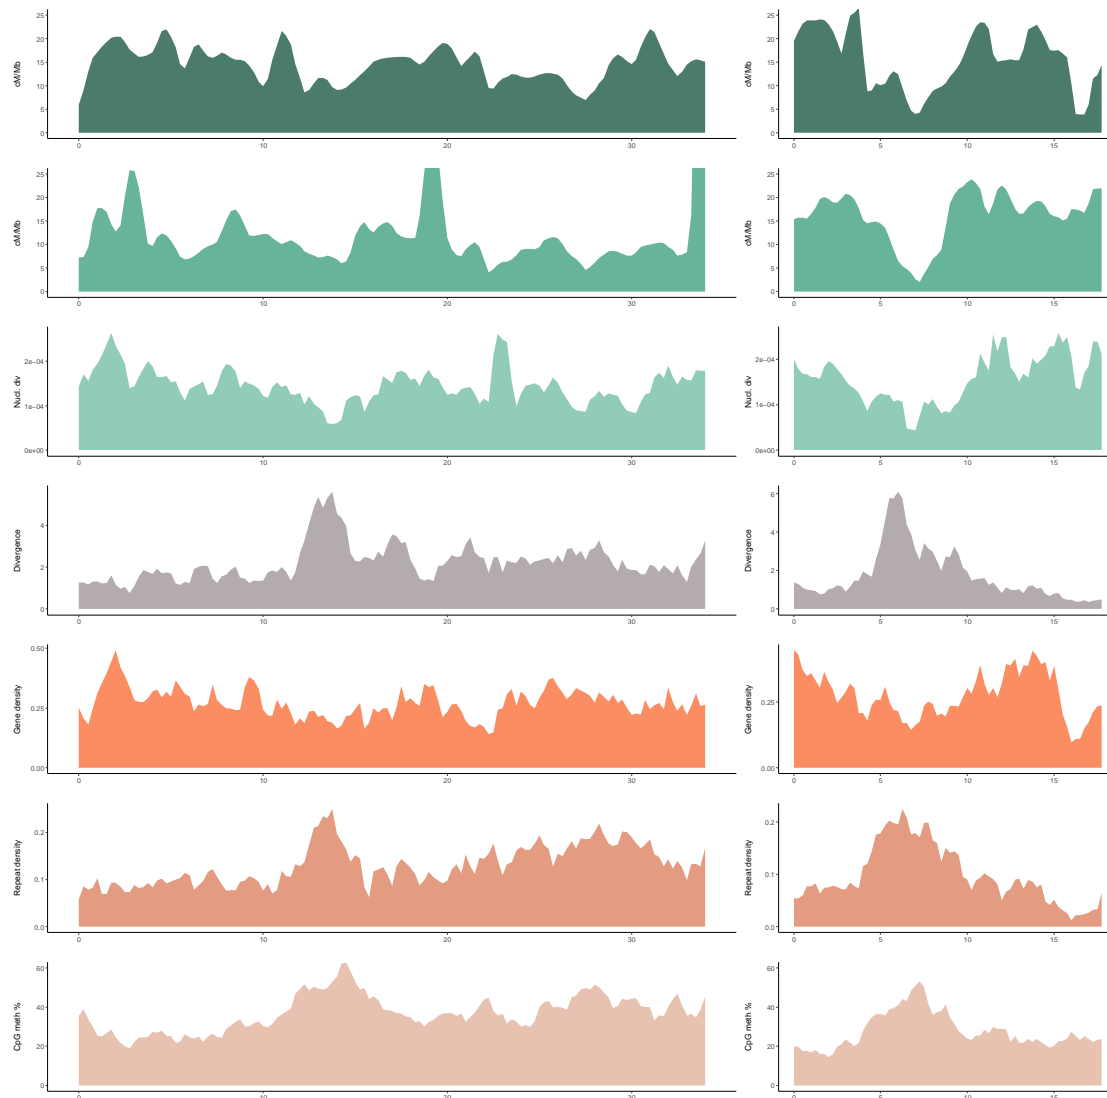 cM/Mb
25
20
15
10
5
0
0 10 20 30
cM/Mb
25
20
15
10
5
0
0 5 10 15
cM/Mb
25
20
15
10
5
0
0 10 20 30
cM/Mb
25
20
15
10
5
0
0 5 10 15
Nucl. div
2e−04
1e−04
0e+00
0 10 20 30
Nucl. div
2e−04
1e−04
0e+00
0 5 10 15
Divergence
4
2
0
0 10 20 30
Divergence
6
4
2
0
0 5 10 15
Gene density
0.50
0.25
0.00
0 10 20 30
Gene density
0.25
0.00
0 5 10 15
Repeat density
0.2
0.1
0.0
0 10 20 30
Repeat density
0.2
0.1
0.0
0 5 10 15
CpG meth %
60
40
20
0
0 10 20 30
CpG meth %
60
40
20
0
0 5 10 15